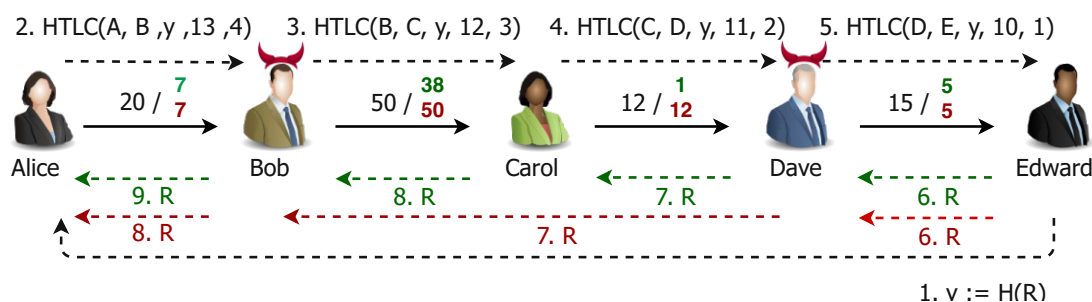 2. HTLC(A, B ,y ,13 ,4) 3. HTLC(B, C, y, 12, 3) 4. HTLC(C, D, y, 11, 2) 5. HTLC(D, E, y, 10, 1)
20 / 7 7 50 / 38 50 12 / 1 12 15 / 5 5
Alice Bob Carol Dave Edward
9. R 8. R 7. R 6. R
8. R 7. R 6. R
1. y := H(R)